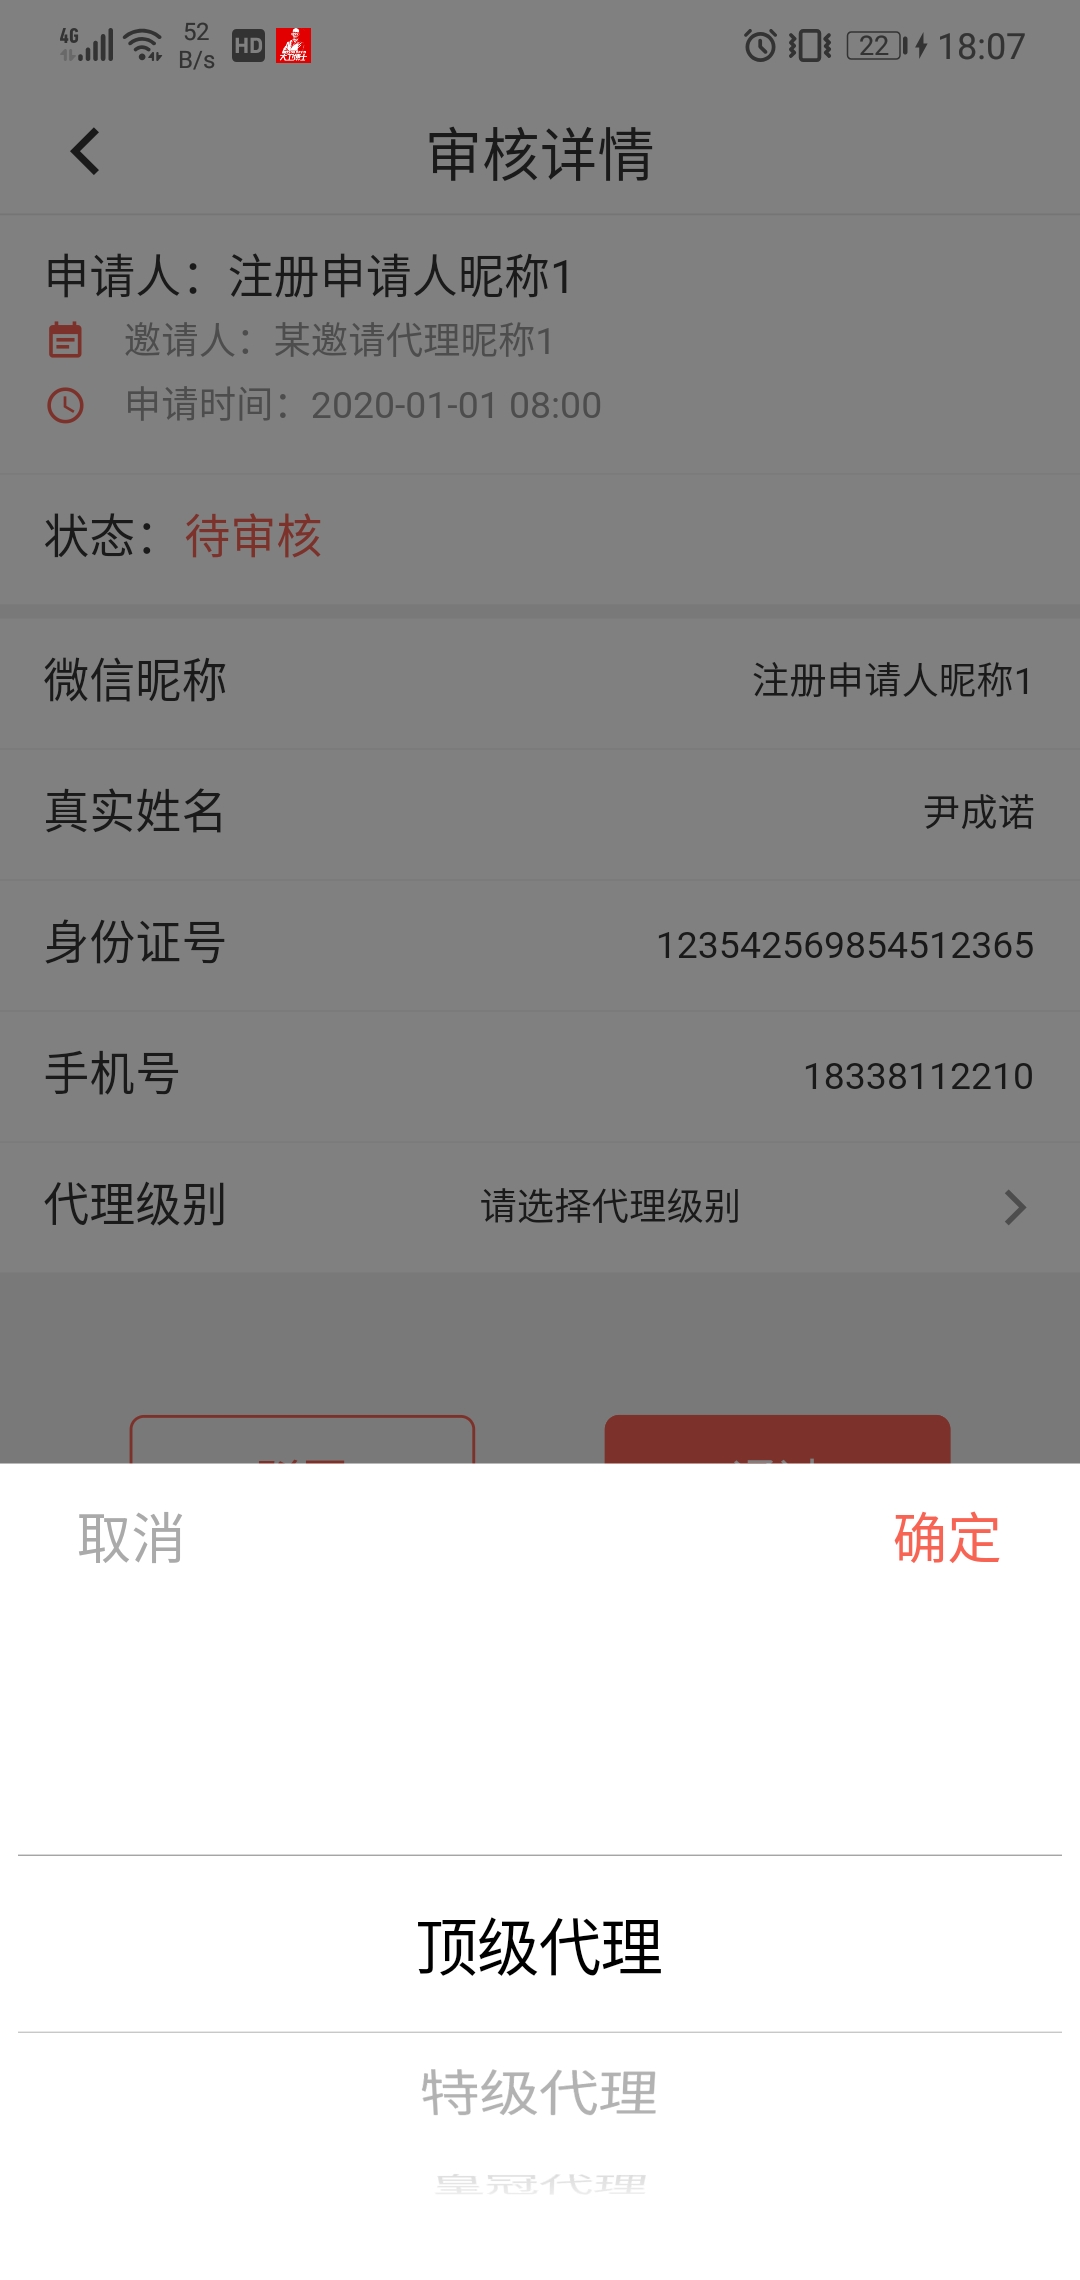 4G
52
B/s
HD
22
18:07
审核详情
申请人：注册申请人昵称1
邀请人：某邀请代理昵称1
申请时间：2020-01-01 08:00
状态：待审核
微信昵称
注册申请人昵称1
真实姓名
尹成诺
身份证号
123542569854512365
手机号
18338112210
代理级别
请选择代理级别
取消
确定
顶级代理
特级代理
皇冠代理